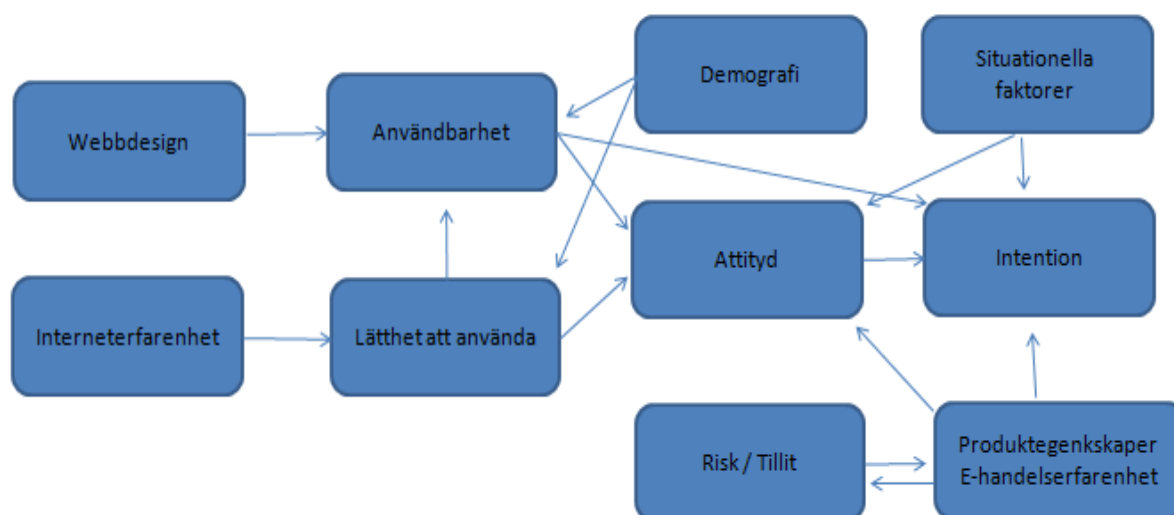 Demografi
Situationella
faktorer
Webbdesign
Användbarhet
Attityd
Intention
Interneterfarenhet
Lätthet att använda
Risk / Tillit
Produktegenkskaper
E-handelserfarenhet